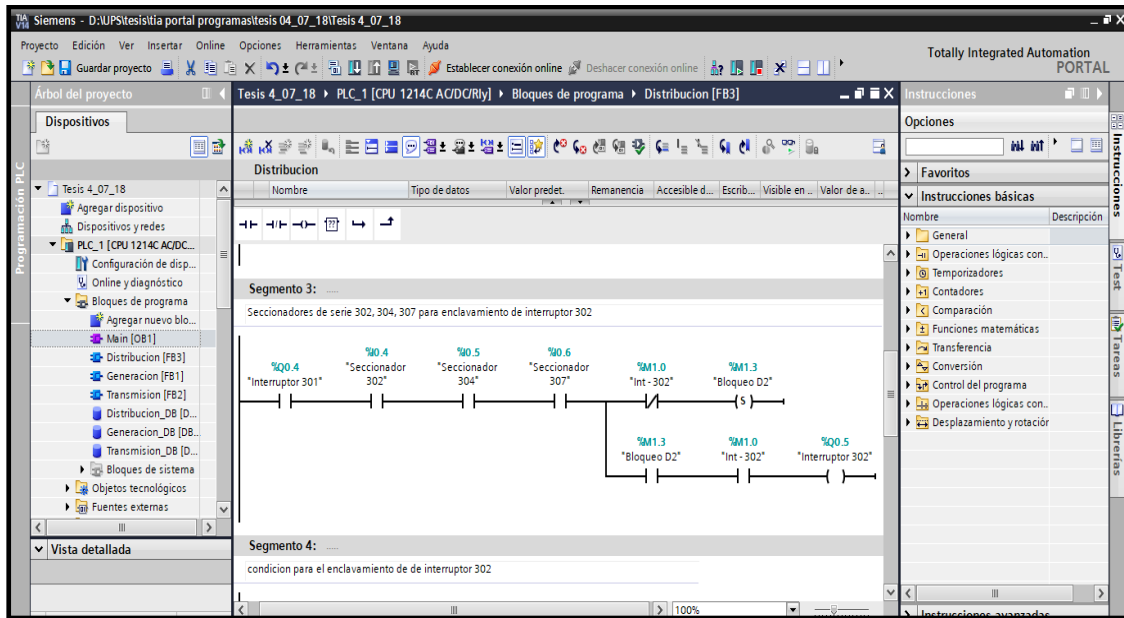 TIA V14 Siemens - D:\UPS\tesis\tia portal programas\tesis 04_07_18\Tesis 4_07_18
Proyecto Edición Ver Insertar Online Opciones Herramientas Ventana Ayuda
Guardar proyecto Establecer conexión online Deshacer conexión online
Totally Integrated Automation
PORTAL
Árbol del proyecto
Dispositivos
Programación PLC
Tesis 4_07_18
Agregar dispositivo
Dispositivos y redes
PLC_1 [CPU 1214C AC/DC...
Configuración de disp...
Online y diagnóstico
Bloques de programa
Agregar nuevo blo...
Main [OB1]
Distribucion [FB3]
Generacion [FB1]
Transmision [FB2]
Distribucion_DB [D...
Generacion_DB [DB...
Transmision_DB [D...
Bloques de sistema
Objetos tecnológicos
Fuentes externas
Vista detallada
Tesis 4_07_18 PLC_1 [CPU 1214C AC/DC/Rly] Bloques de programa Distribucion [FB3]
Distribucion
Nombre Tipo de datos Valor predet. Remanencia Accesible d... Escrib... Visible en .. Valor de a.. ..
??
Segmento 3: .....
Seccionadores de serie 302, 304, 307 para enclavamiento de interruptor 302
%Q0.4
"Interruptor 301"
%I0.4
"Seccionador
302"
%I0.5
"Seccionador
304"
%I0.6
"Seccionador
307"
%M1.0
"Int - 302"
%M1.3
"Bloqueo D2"
S
%M1.3
"Bloqueo D2"
%M1.0
"Int - 302"
%Q0.5
"Interruptor 302"
Segmento 4: .....
condicion para el enclavamiento de de interruptor 302
100%
Instrucciones
Opciones
Favoritos
Instrucciones básicas
Nombre Descripción
General
Operaciones lógicas con..
Temporizadores
Contadores
Comparación
Funciones matemáticas
Transferencia
Conversión
Control del programa
Operaciones lógicas con..
Desplazamiento y rotación
Instrucciones avanzadas
Instrucciones
Test
Tareas
Librerías